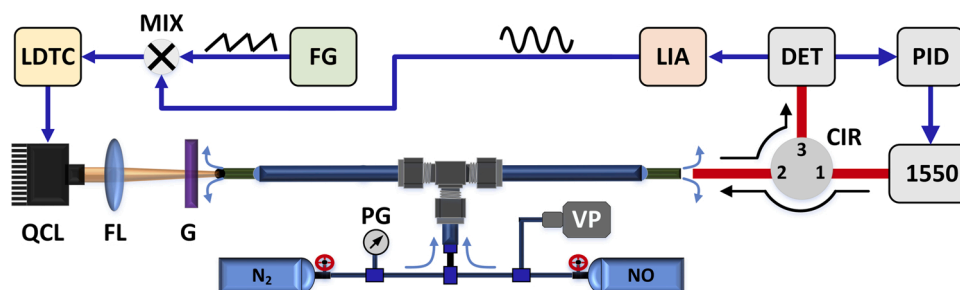 MIX
LDTC
FG
LIA
DET
PID
CIR
3
2
1
1550
QCL
FL
G
PG
VP
N₂
NO